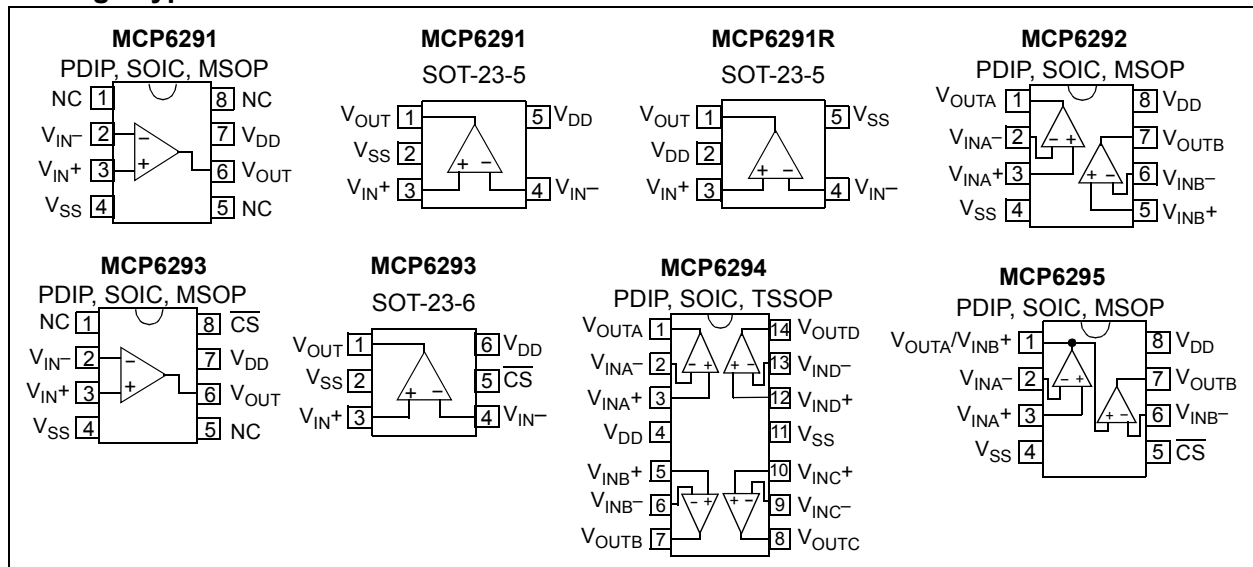 MCP6291
PDIP, SOIC, MSOP
NC 1 8 NC
VIN– 2 – 7 VDD
VIN+ 3 + 6 VOUT
VSS 4 5 NC
MCP6291
SOT-23-5
VOUT 1 5 VDD
VSS 2
VIN+ 3 + – 4 VIN–
MCP6291R
SOT-23-5
VOUT 1 5 VSS
VDD 2
VIN+ 3 + – 4 VIN–
MCP6292
PDIP, SOIC, MSOP
VOUTA 1 8 VDD
VINA– 2 - + 7 VOUTB
VINA+ 3 + - 6 VINB–
VSS 4 5 VINB+
MCP6293
PDIP, SOIC, MSOP
NC 1 8 CS
VIN– 2 – 7 VDD
VIN+ 3 + 6 VOUT
VSS 4 5 NC
MCP6293
SOT-23-6
VOUT 1 6 VDD
VSS 2 5 CS
VIN+ 3 + – 4 VIN–
MCP6294
PDIP, SOIC, TSSOP
VOUTA 1 14 VOUTD
VINA– 2 - + + - 13 VIND–
VINA+ 3 12 VIND+
VDD 4 11 VSS
VINB+ 5 10 VINC+
VINB– 6 - + + - 9 VINC–
VOUTB 7 8 VOUTC
MCP6295
PDIP, SOIC, MSOP
VOUTA/VINB+ 1 8 VDD
VINA– 2 - + 7 VOUTB
VINA+ 3 + - 6 VINB–
VSS 4 5 CS